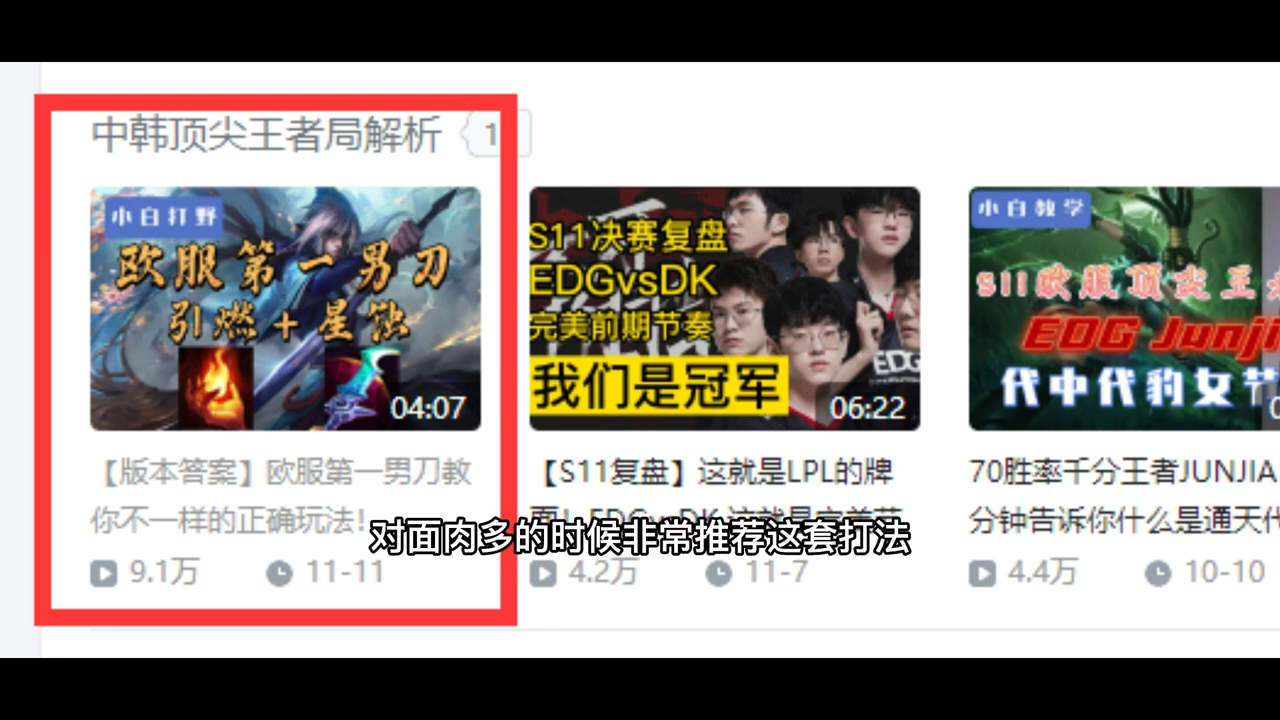 中韩顶尖王者局解析
1
小白打野
欧服第一男刀
引燃+星蚀
04:07
【版本答案】欧服第一男刀教
你不一样的正确玩法!
9.1万
11-11
S11决赛复盘
EDGvsDK
完美前期节奏
我们是冠军
EDG
06:22
【S11复盘】这就是LPL的牌
4.2万
11-7
小白教学
S11欧服顶尖王
EDG Junji
代中代豹女节
70胜率千分王者JUNJIA
分钟告诉你什么是通天代
4.4万
10-10
对面肉多的时候非常推荐这套打法